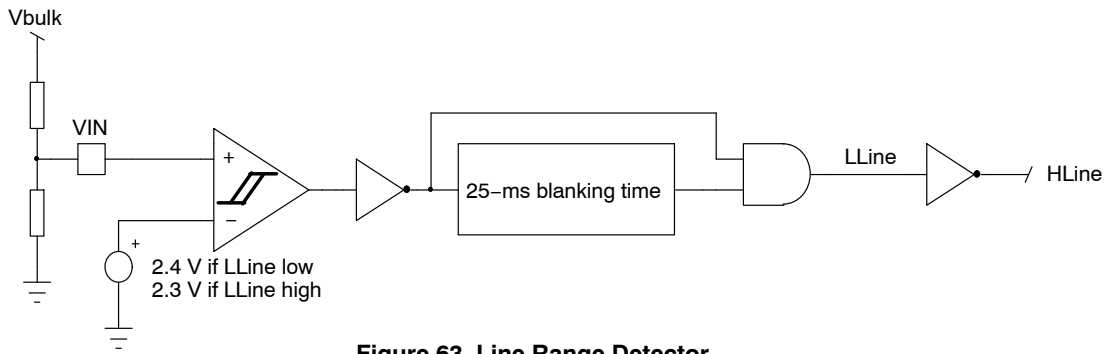 Vbulk
VIN
+
−
+
2.4 V if LLine low
2.3 V if LLine high
25−ms blanking time
LLine
HLine
Figure 63. Line Range Detector